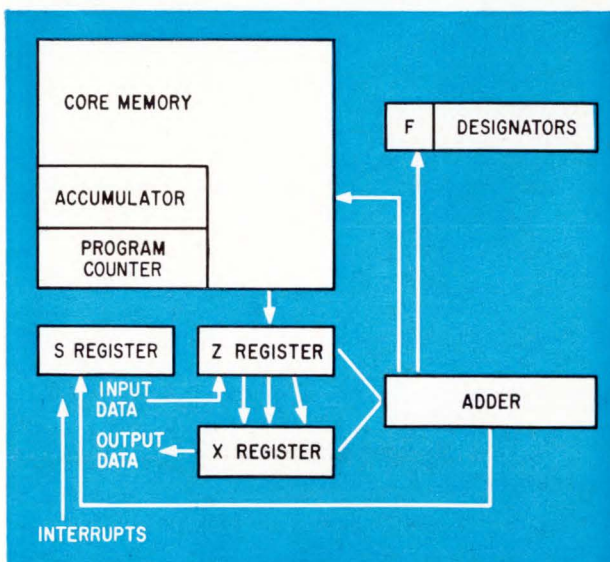 CORE MEMORY
F
DESIGNATORS
ACCUMULATOR
PROGRAM
COUNTER
S REGISTER
Z REGISTER
INPUT
DATA
ADDER
OUTPUT
DATA
X REGISTER
INTERRUPTS